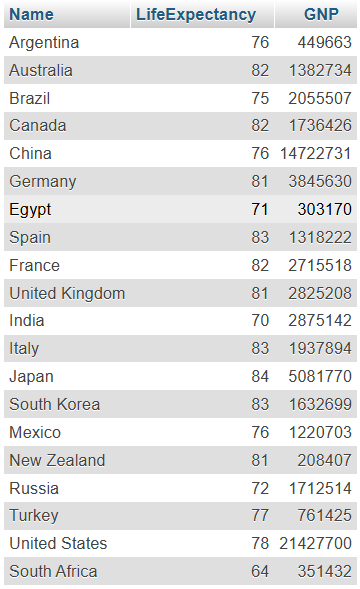 Name LifeExpectancy GNP
Argentina 76 449663
Australia 82 1382734
Brazil 75 2055507
Canada 82 1736426
China 76 14722731
Germany 81 3845630
Egypt 71 303170
Spain 83 1318222
France 82 2715518
United Kingdom 81 2825208
India 70 2875142
Italy 83 1937894
Japan 84 5081770
South Korea 83 1632699
Mexico 76 1220703
New Zealand 81 208407
Russia 72 1712514
Turkey 77 761425
United States 78 21427700
South Africa 64 351432